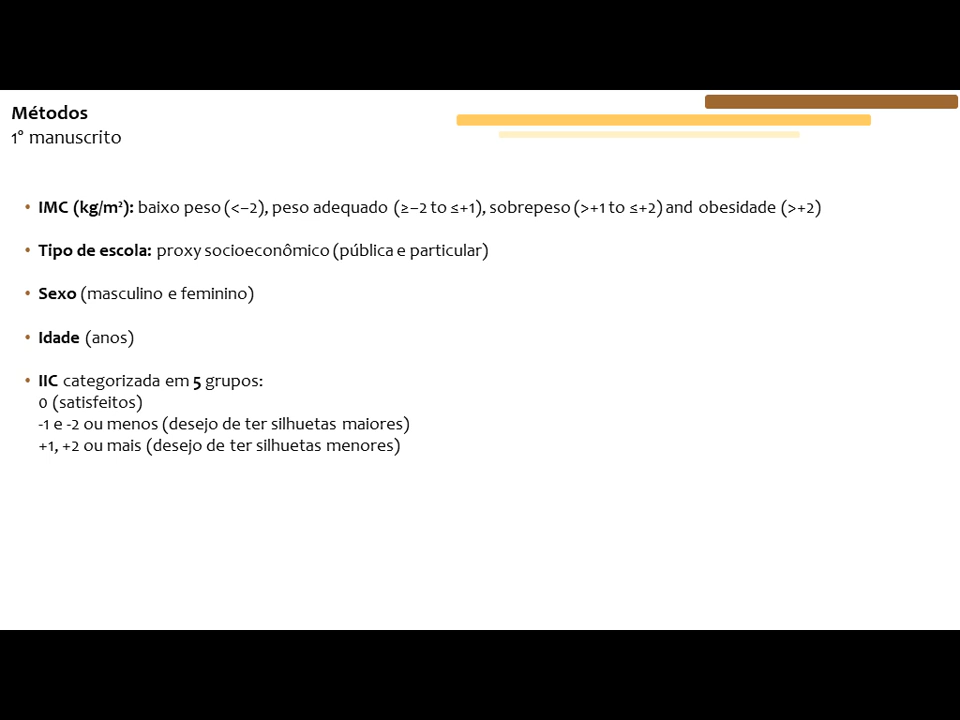 Métodos
1° manuscrito
• IMC (kg/m²): baixo peso (<−2), peso adequado (≥−2 to ≤+1), sobrepeso (>+1 to ≤+2) and obesidade (>+2)
• Tipo de escola: proxy socioeconômico (pública e particular)
• Sexo (masculino e feminino)
• Idade (anos)
• IIC categorizada em 5 grupos:
0 (satisfeitos)
-1 e -2 ou menos (desejo de ter silhuetas maiores)
+1, +2 ou mais (desejo de ter silhuetas menores)